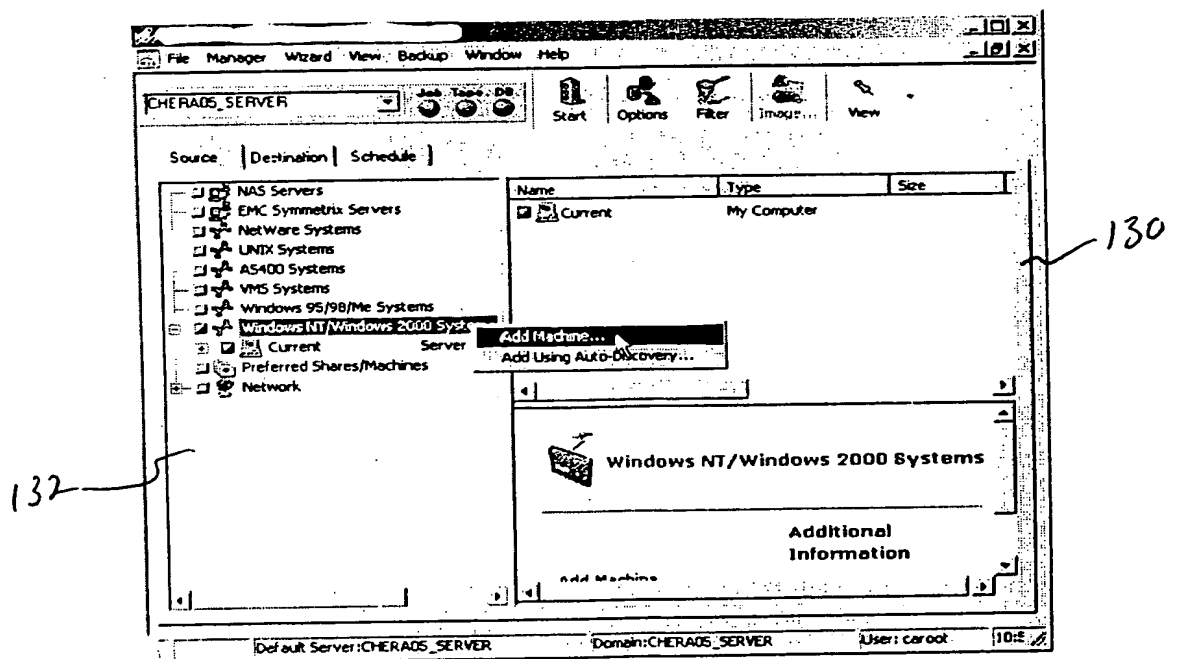 File Manager Wizard View Backup Window Help
CHERA05_SERVER
Job Tape DB
Start Options Filter Image... View
Source Destination Schedule
NAS Servers
EMC Symmetrix Servers
NetWare Systems
UNIX Systems
AS400 Systems
VMS Systems
Windows 95/98/Me Systems
Windows NT/Windows 2000 Syste
Current Server
Preferred Shares/Machines
Network
Name Type Size
Current My Computer
Add Machine...
Add Using Auto-Discovery...
130
132
Windows NT/Windows 2000 Systems
Additional
Information
Add Machine
Default Server:CHERA05_SERVER Domain:CHERA05_SERVER User: caroot